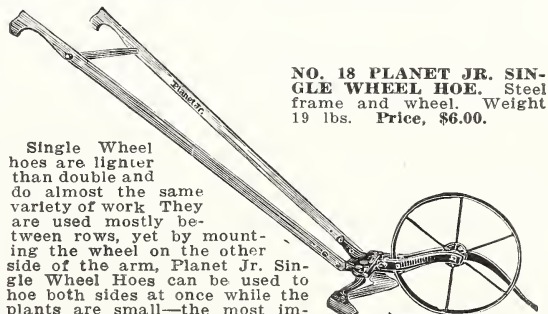 NO. 18 PLANET JR. SIN-
GLE WHEEL HOE. Steel
frame and wheel. Weight
19 lbs. Price, $6.00.
Planet Jr.
Single Wheel
hoes are lighter
than double and
do almost the same
variety of work They
are used mostly be-
tween rows, yet by mount-
ing the wheel on the other
side of the arm, Planet Jr. Sin-
gle Wheel Hoes can be used to
hoe both sides at once while the
plants are small—the most im-